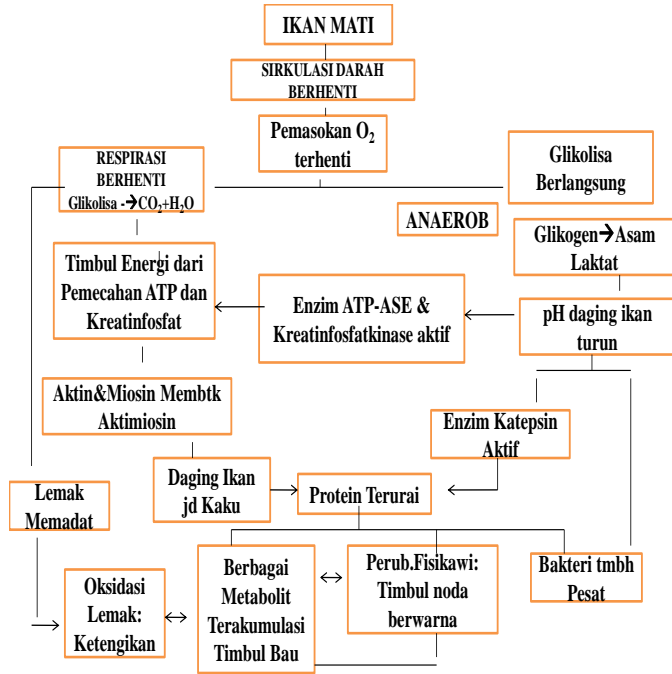 IKAN MATI
SIRKULASI DARAH
BERHENTI
Pemasokan O₂
terhenti
RESPIRASI
BERHENTI
Glikolisa -→CO₂+H₂O
Glikolisa
Berlangsung
ANAEROB
Glikogen→Asam
Laktat
Timbul Energi dari
Pemecahan ATP dan
Kreatinfosfat
Enzim ATP-ASE &
Kreatinfosfatkinase aktif
pH daging ikan
turun
Aktin&Miosin Membtk
Aktimiosin
Enzim Katepsin
Aktif
Daging Ikan
jd Kaku
Protein Terurai
Lemak
Memadat
Oksidasi
Lemak:
Ketengikan
Berbagai
Metabolit
Terakumulasi
Timbul Bau
Perub.Fisikawi:
Timbul noda
berwarna
Bakteri tmbh
Pesat